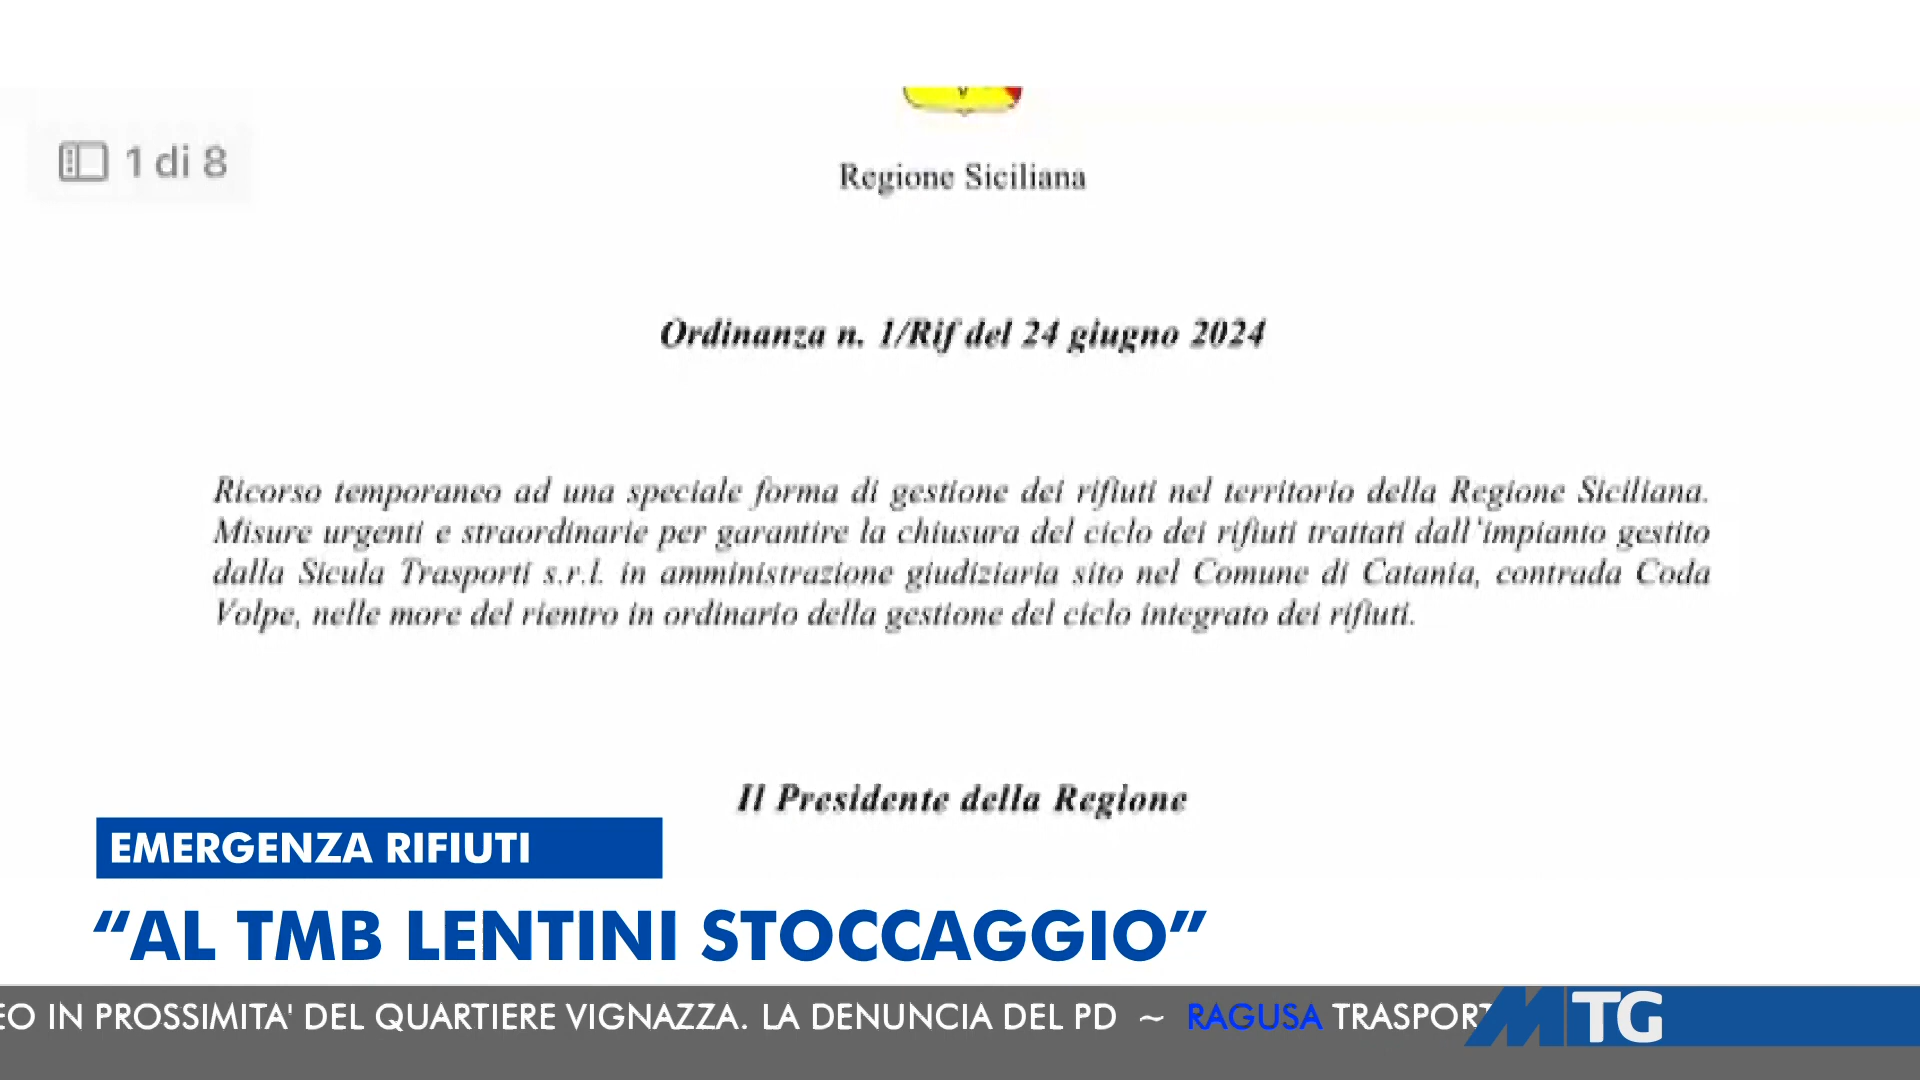 1 di 8
Regione Siciliana
Ordinanza n. 1/Rif del 24 giugno 2024
Ricorso temporaneo ad una speciale forma di gestione dei rifiuti nel territorio della Regione Siciliana.
Misure urgenti e straordinarie per garantire la chiusura del ciclo dei rifiuti trattati dall'impianto gestito
dalla Sicula Trasporti s.r.l. in amministrazione giudiziaria sito nel Comune di Catania, contrada Coda
Volpe, nelle more del rientro in ordinario della gestione del ciclo integrato dei rifiuti.
Il Presidente della Regione
EMERGENZA RIFIUTI
“AL TMB LENTINI STOCCAGGIO”
EO IN PROSSIMITA' DEL QUARTIERE VIGNAZZA. LA DENUNCIA DEL PD ~ RAGUSA TRASPORT
MTG